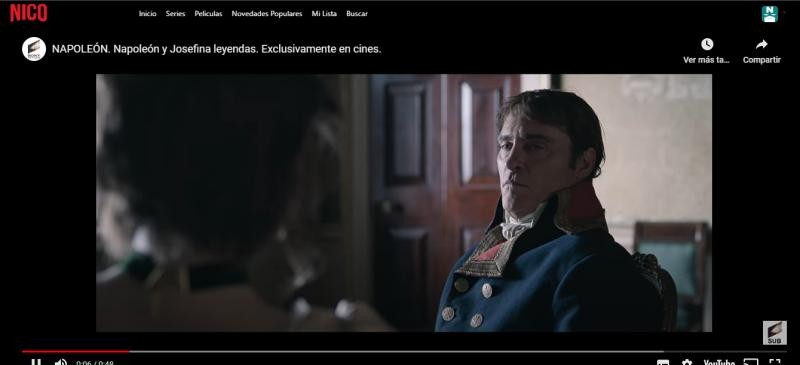 NICO
Inicio Series Películas Novedades Populares Mi Lista Buscar
N
NAPOLEÓN. Napoleón y Josefina leyendas. Exclusivamente en cines.
Ver más ta... Compartir
SUB
0:06 / 0:48
YouTube